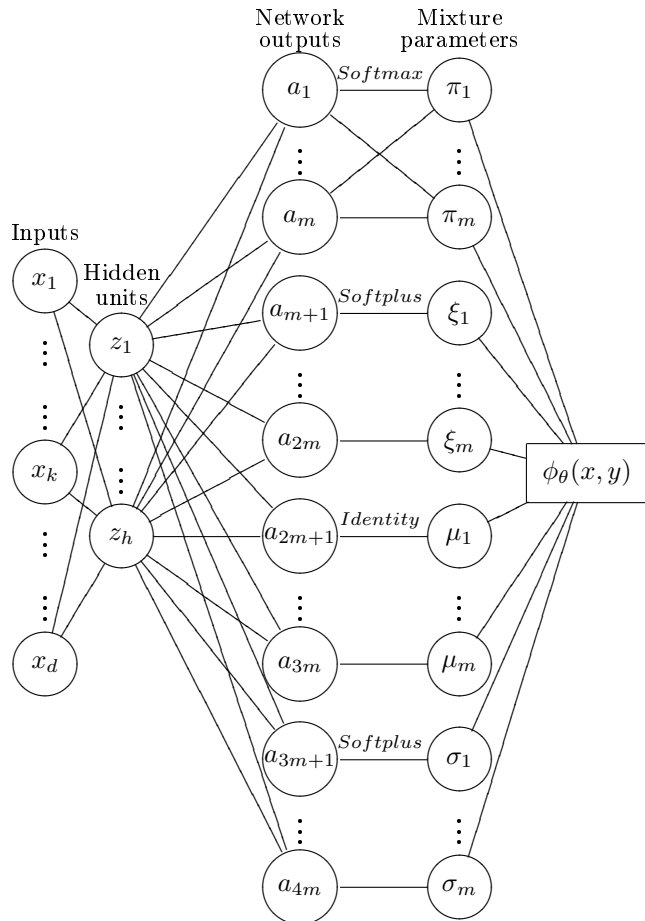 Network outputs
Mixture parameters
Inputs
Hidden units
x_1
x_k
x_d
z_1
z_h
a_1 Softmax π_1
a_m π_m
a_{m+1} Softplus ξ_1
a_{2m} ξ_m
a_{2m+1} Identity μ_1
a_{3m} μ_m
a_{3m+1} Softplus σ_1
a_{4m} σ_m
ϕ_θ(x, y)